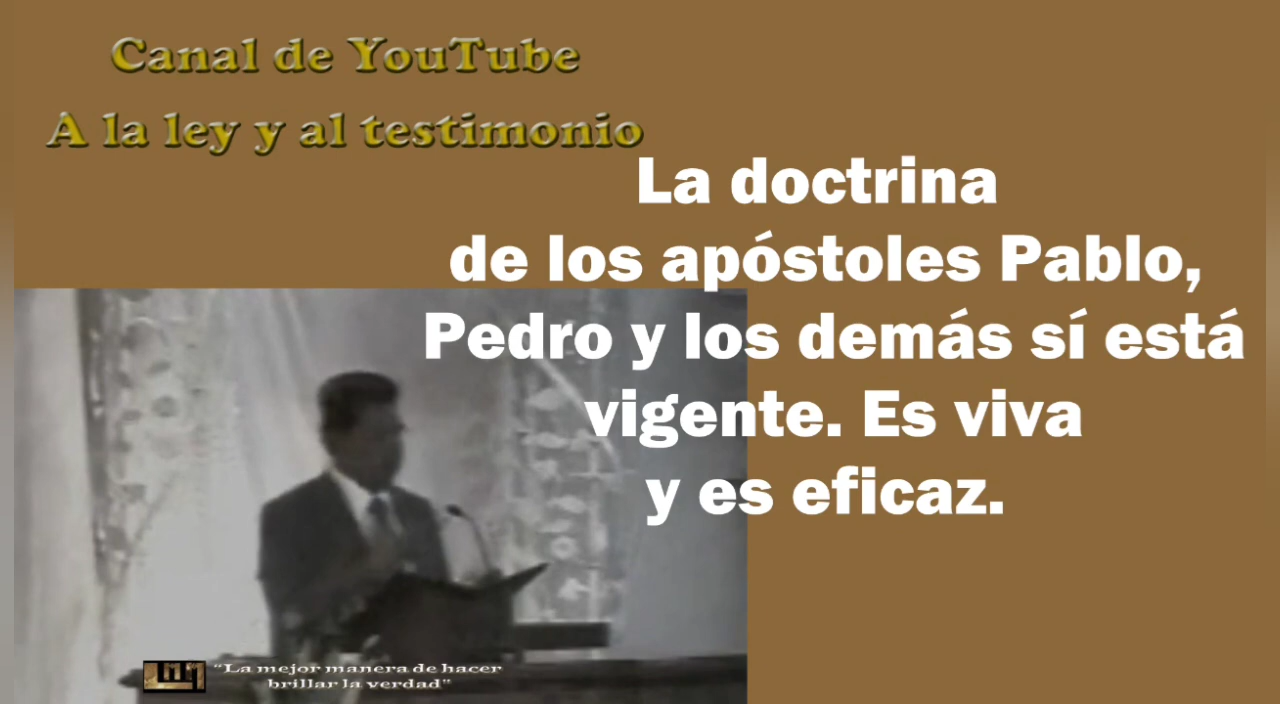 Canal de YouTube
A la ley y al testimonio
La doctrina
de los apóstoles Pablo,
Pedro y los demás sí está
vigente. Es viva
y es eficaz.
"La mejor manera de hacer
brillar la verdad"